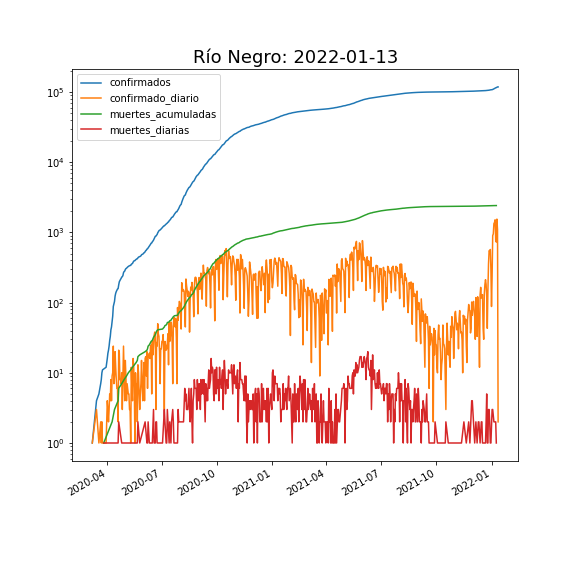 Río Negro: 2022-01-13
confirmados
confirmado_diario
muertes_acumuladas
muertes_diarias
10⁵
10⁴
10³
10²
10¹
10⁰
2020-04 2020-07 2020-10 2021-01 2021-04 2021-07 2021-10 2022-01